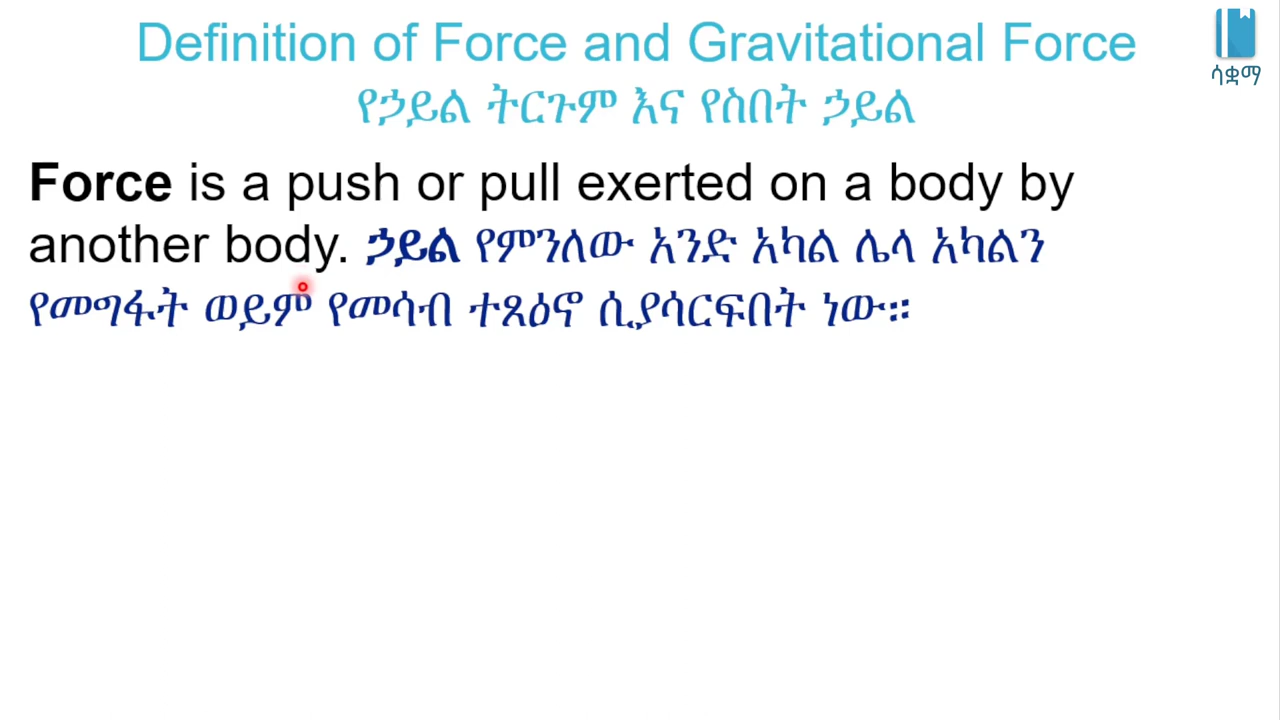 Definition of Force and Gravitational Force
የኃይል ትርጉም እና የስበት ኃይል
ሳቋማ
Force is a push or pull exerted on a body by
another body. ኃይል የምንለው አንድ አካል ሌላ አካልን
የመግፋት ወይም የመሳብ ተጸዕኖ ሲያሳርፍበት ነው።